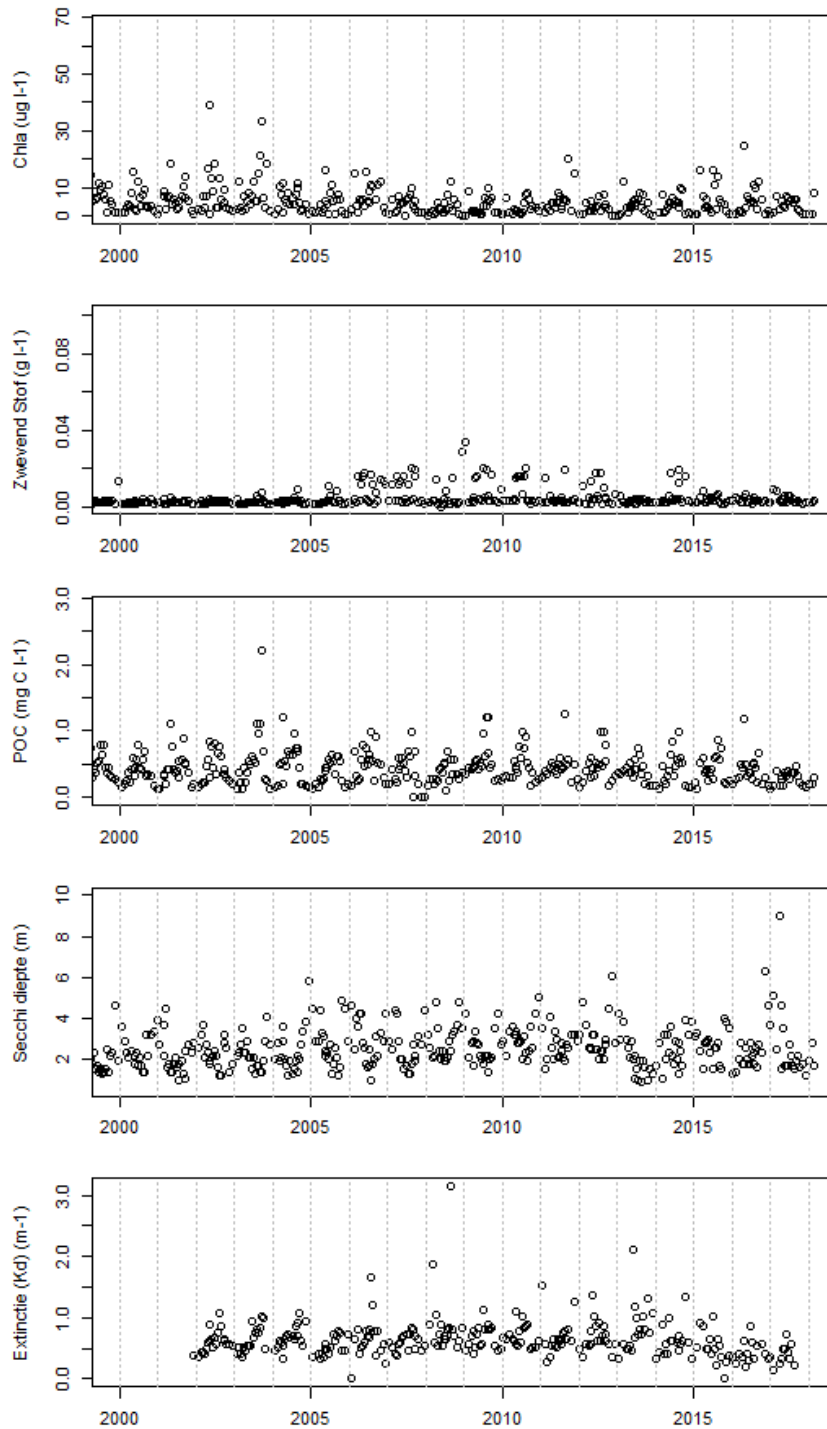 Chla (ug l-1)
70
50
30
10
0
2000 2005 2010 2015
Zwevend Stof (g l-1)
0.08
0.04
0.00
2000 2005 2010 2015
POC (mg C l-1)
3.0
2.0
1.0
0.0
2000 2005 2010 2015
Secchi diepte (m)
10
8
6
4
2
2000 2005 2010 2015
Extinctie (Kd) (m-1)
3.0
2.0
1.0
0.0
2000 2005 2010 2015